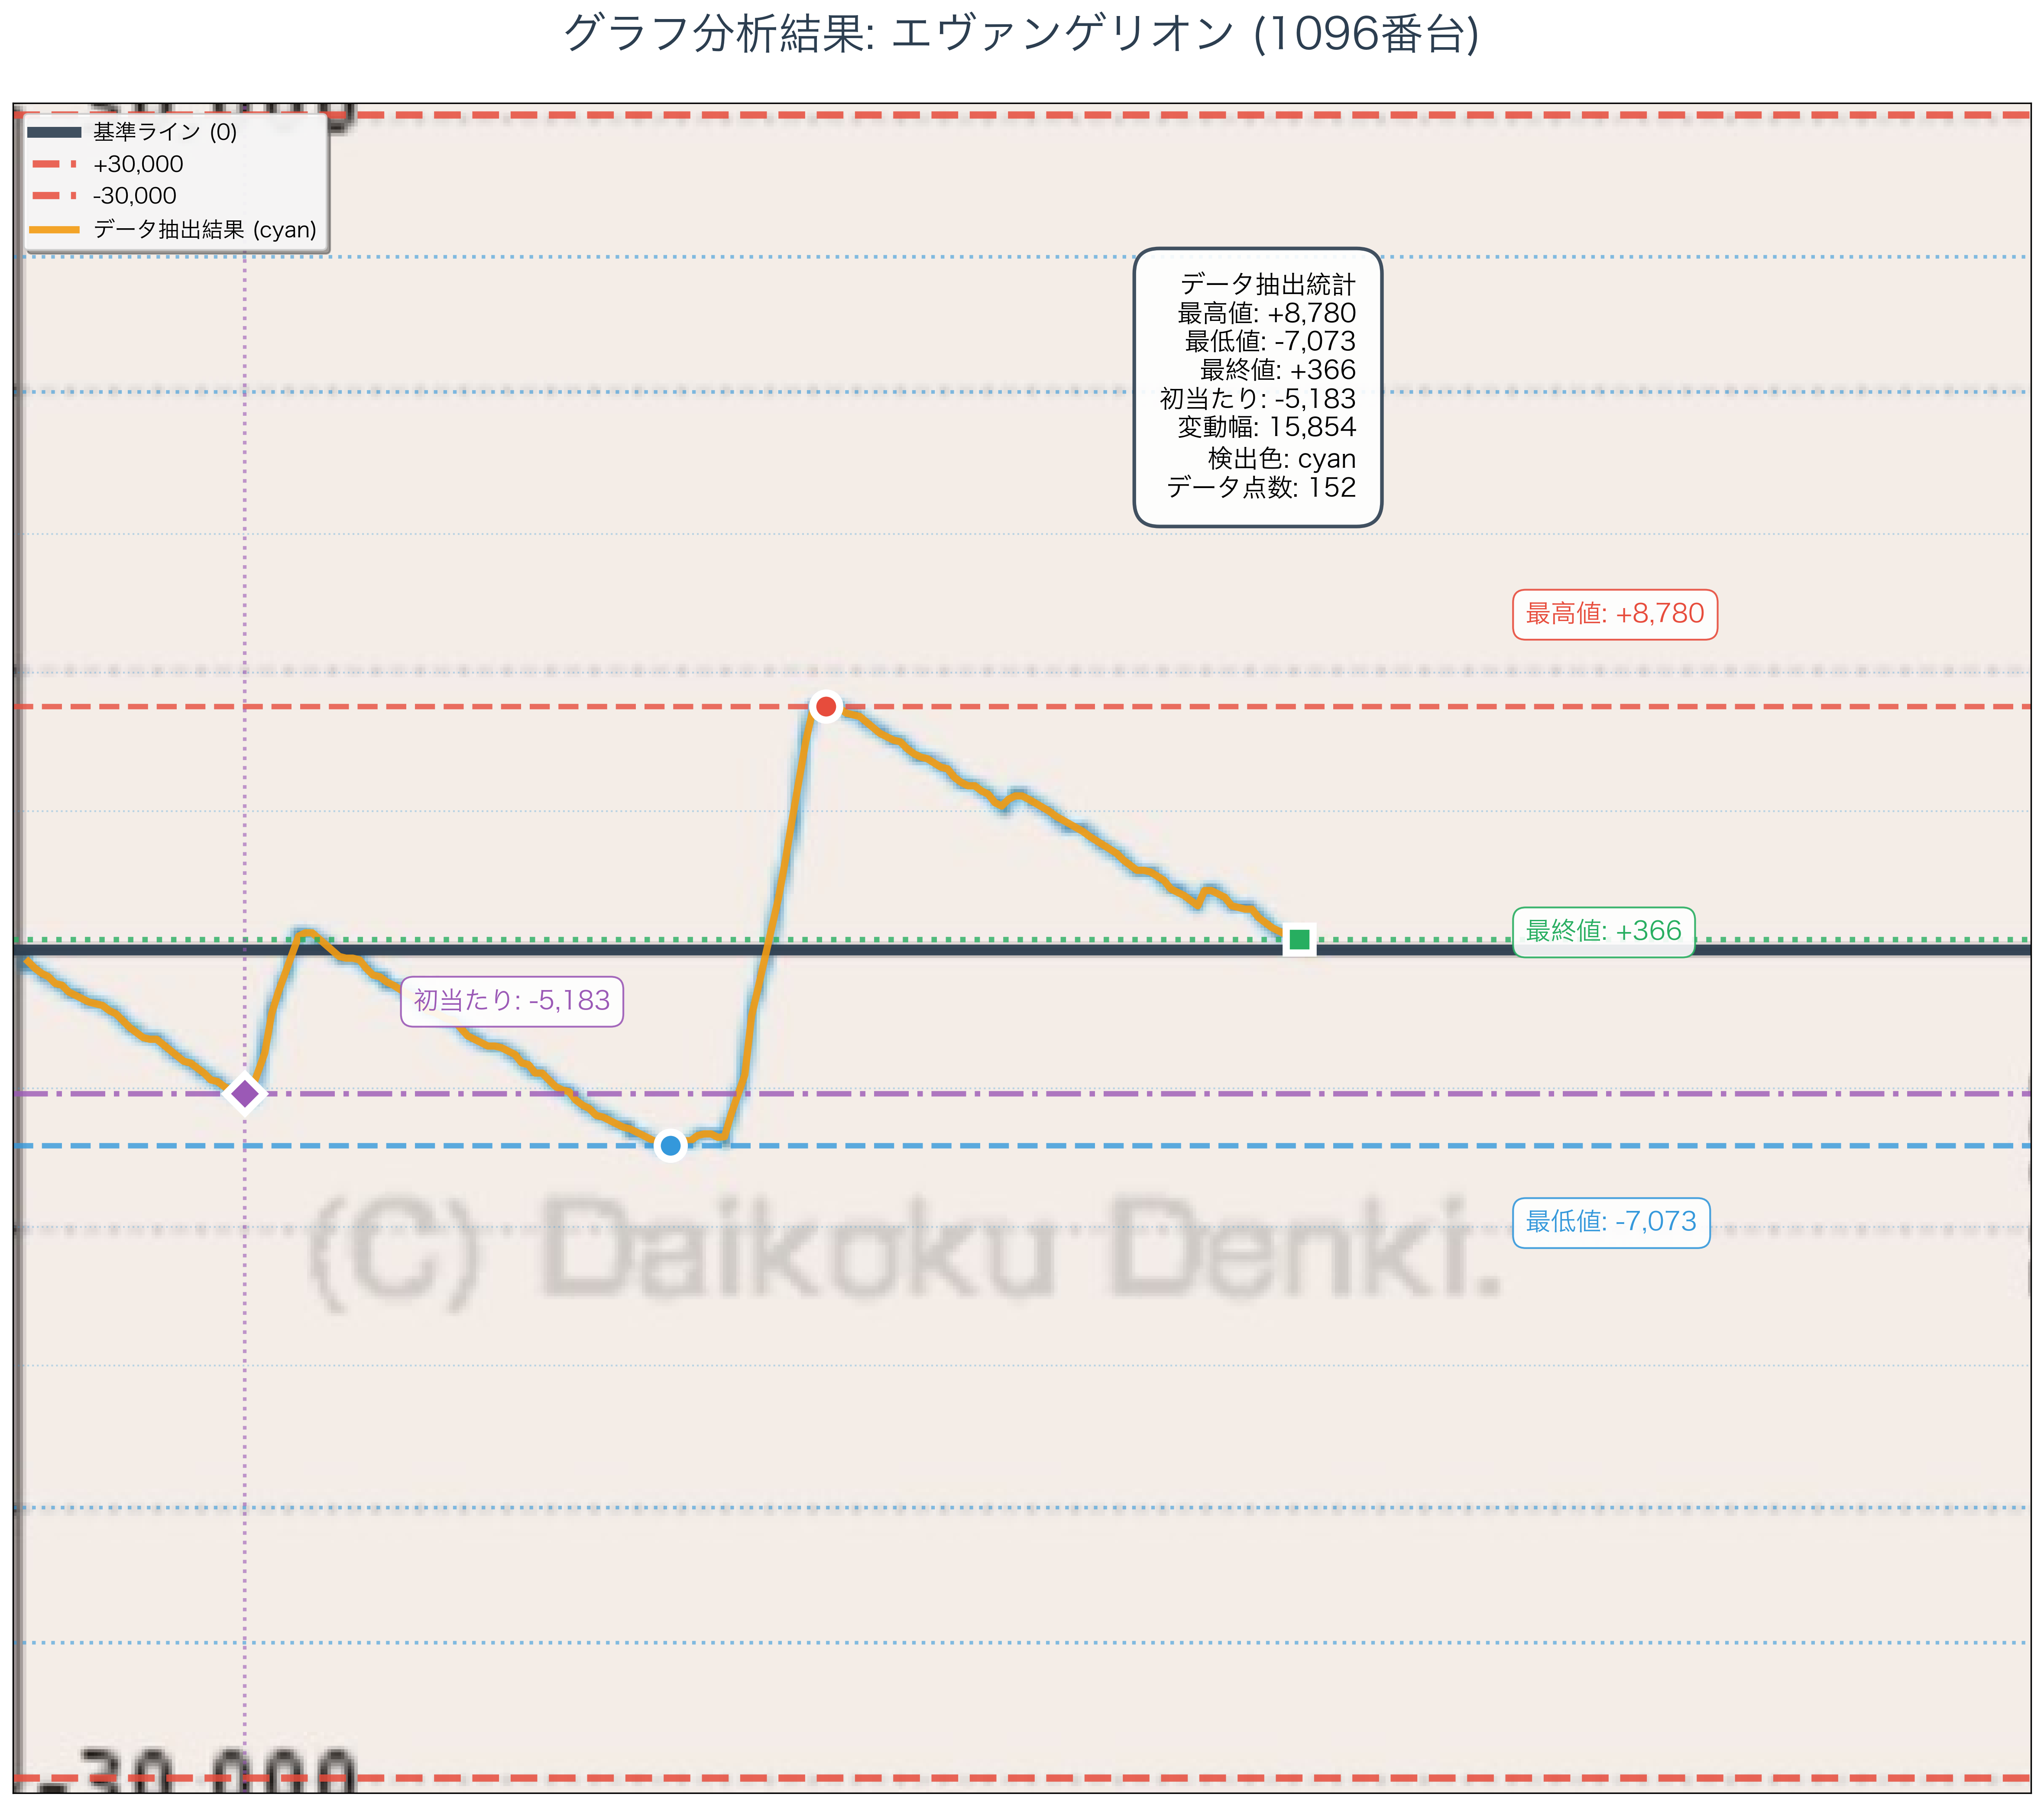 グラフ分析結果: エヴァンゲリオン (1096番台)
基準ライン (0)
+30,000
-30,000
データ抽出結果 (cyan)
データ抽出統計
最高値: +8,780
最低値: -7,073
最終値: +366
初当たり: -5,183
変動幅: 15,854
検出色: cyan
データ点数: 152
最高値: +8,780
最終値: +366
初当たり: -5,183
最低値: -7,073
(C) Daikoku Denki.
-30,000